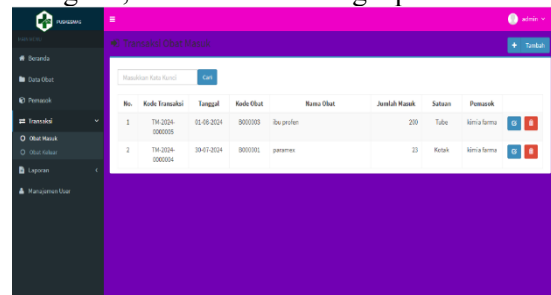 PUSKESMAS
admin
Transaksi Obat Masuk
+ Tambah
Beranda
Data Obat
Pemasok
Transaksi
Obat Masuk
Obat Keluar
Laporan
Manajemen User
Masukkan Kata Kunci
Cari
No. Kode Transaksi Tanggal Kode Obat Nama Obat Jumlah Masuk Satuan Pemasok
1 TM-2024-0000005 01-08-2024 B000003 ibu profen 200 Tube kimia farma
2 TM-2024-0000004 30-07-2024 B000001 paramex 23 Kotak kimia farma